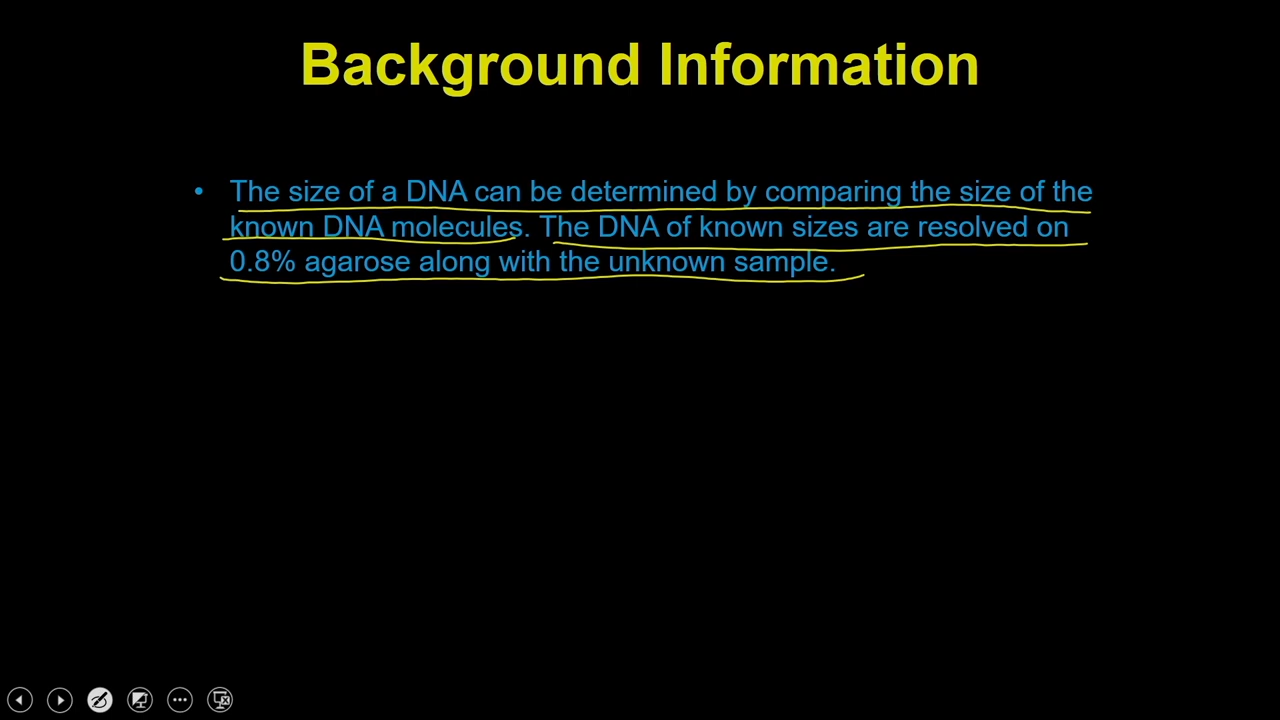 Background Information
• The size of a DNA can be determined by comparing the size of the
known DNA molecules. The DNA of known sizes are resolved on
0.8% agarose along with the unknown sample.